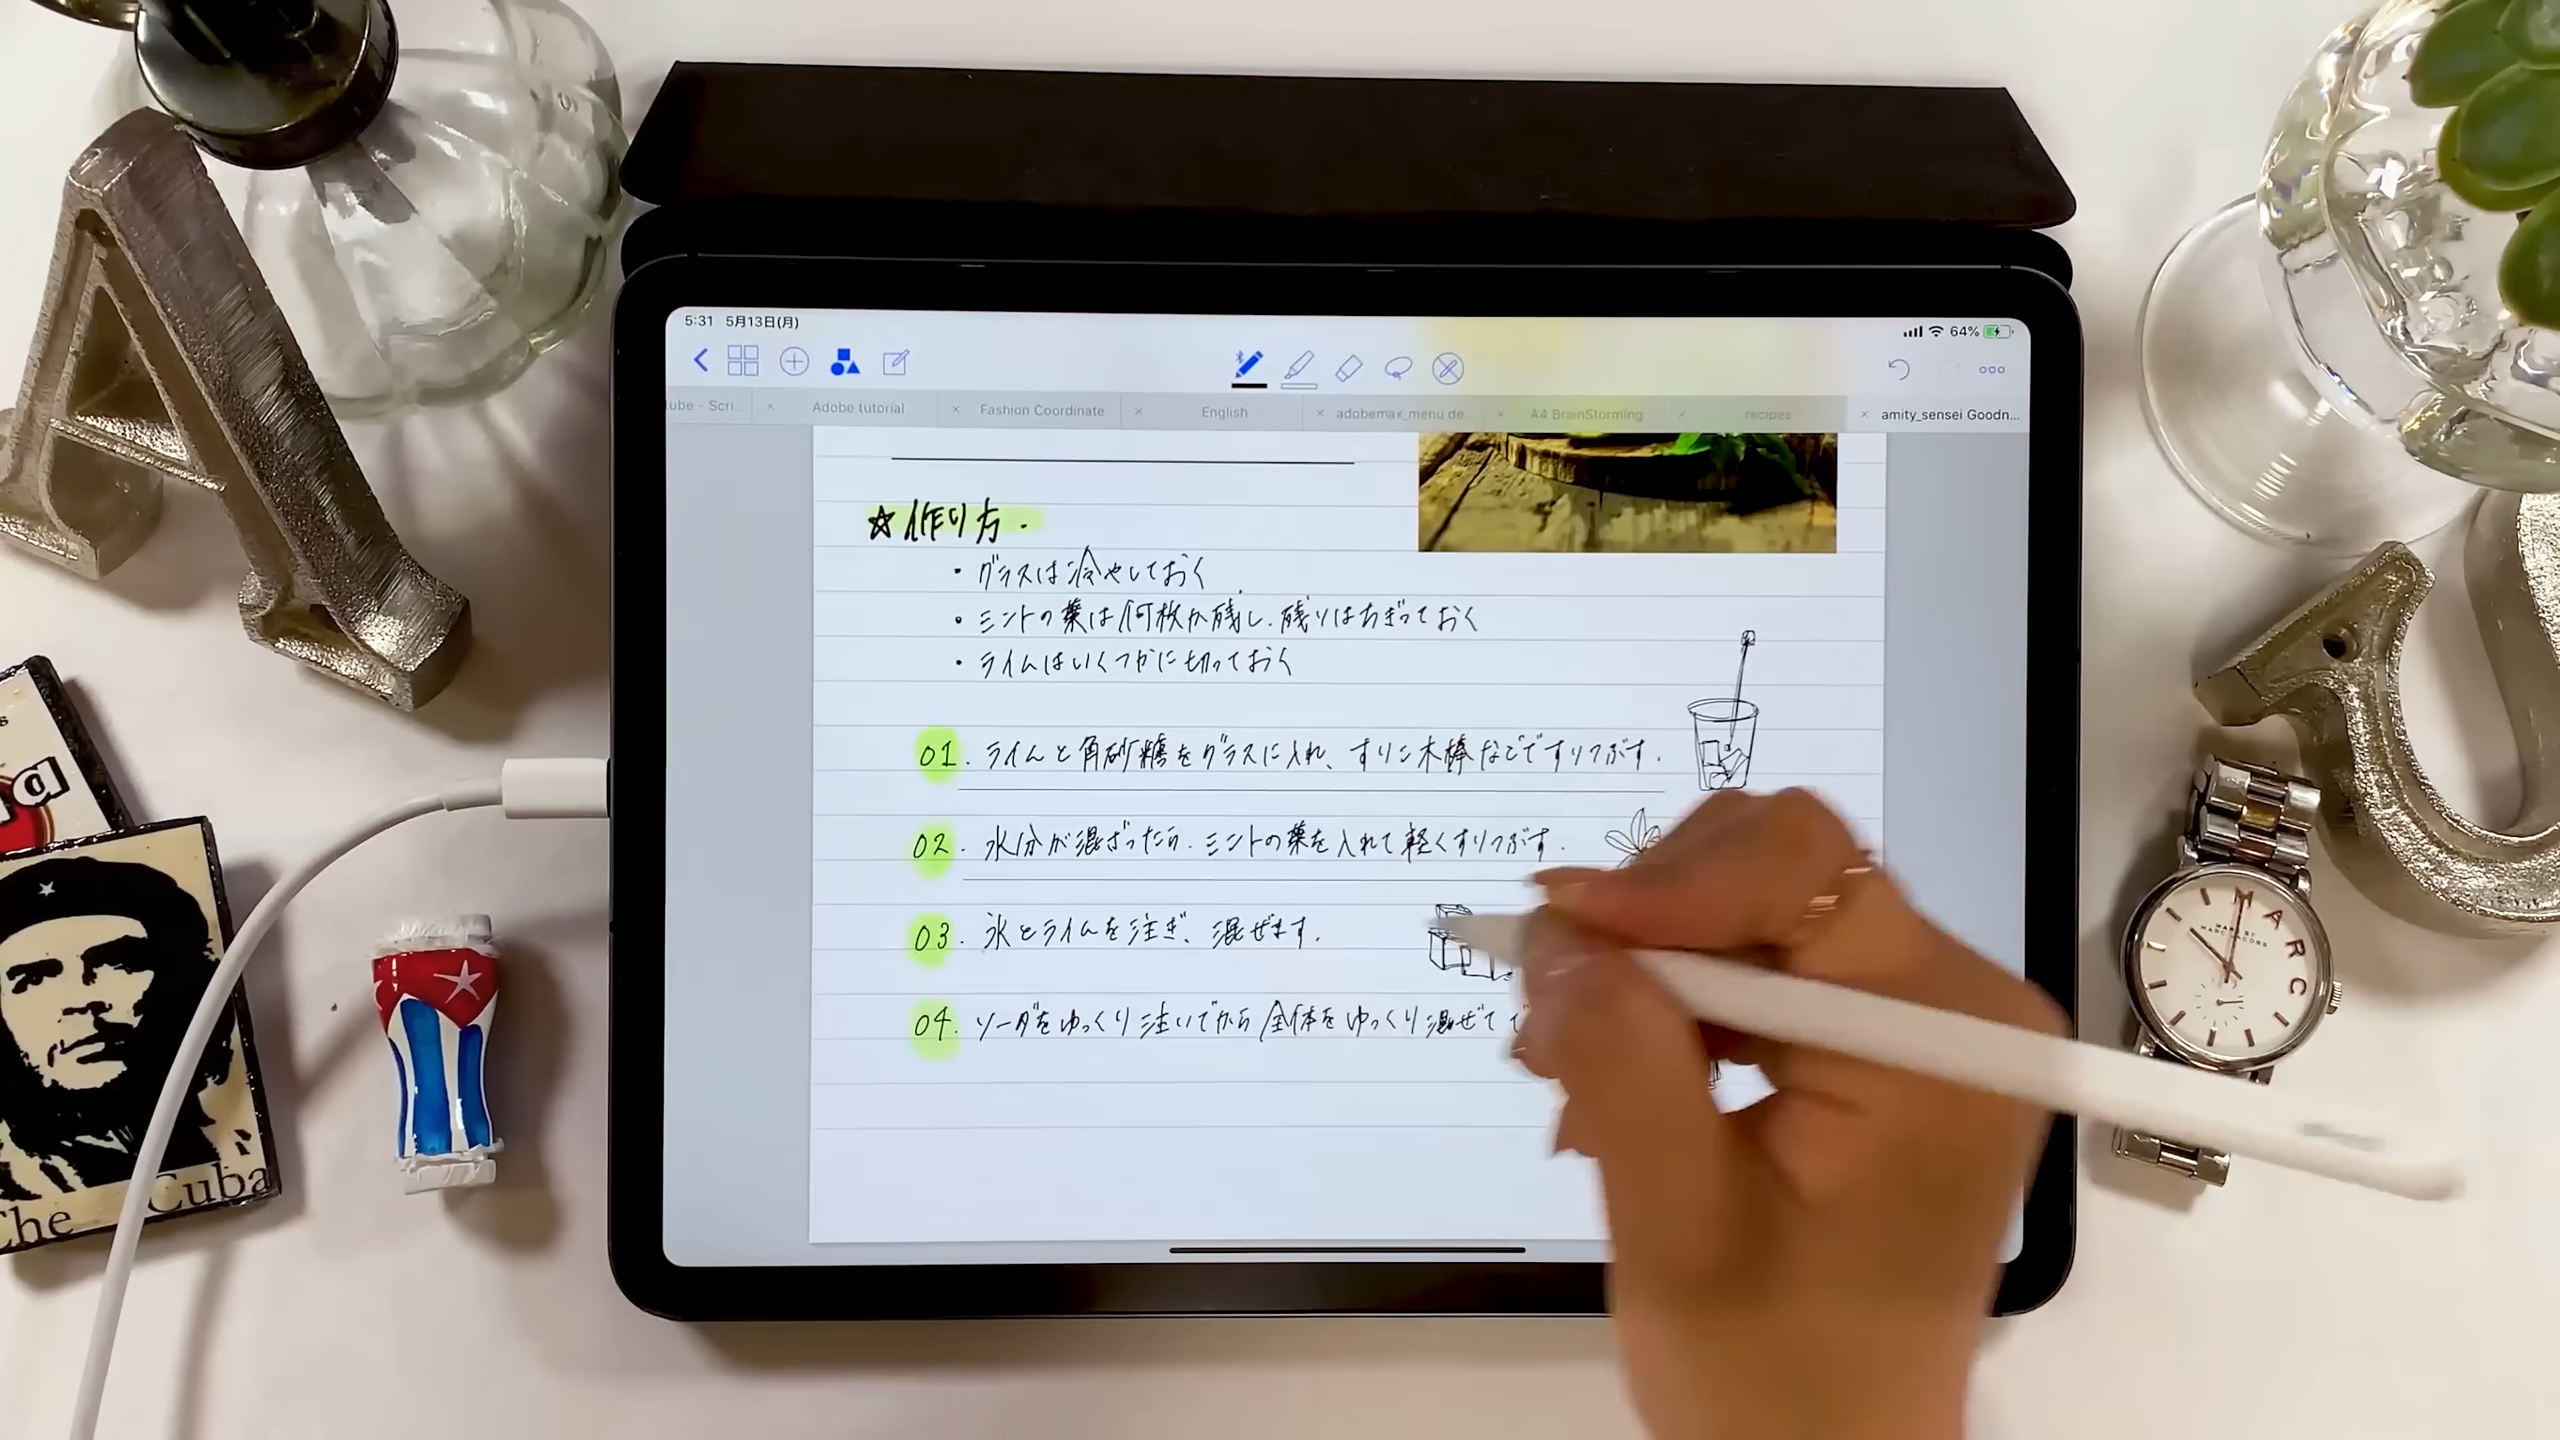 5:31 5月13日(月)
64%
ube - Scri...
Adobe tutorial
Fashion Coordinate
English
adobemax_menu de...
A4 BrainStorming
recipes
amity_sensei Goodn...
☆作り方.
・グラスは冷やしておく
・ミントの葉は何枚か残し、残りはちぎっておく
・ライムはいくつかに切っておく
01. ライムと角砂糖をグラスに入れ、すりこ木棒などですりつぶす.
02. 水分が混ざったら、ミントの葉を入れて軽くすりつぶす.
03. 氷とライムを注ぎ、混ぜます.
04. ソーダをゆっくり注いでから全体をゆっくり混ぜてで
a
Che Cuba
MARC
MARC BY
MARC JACOBS